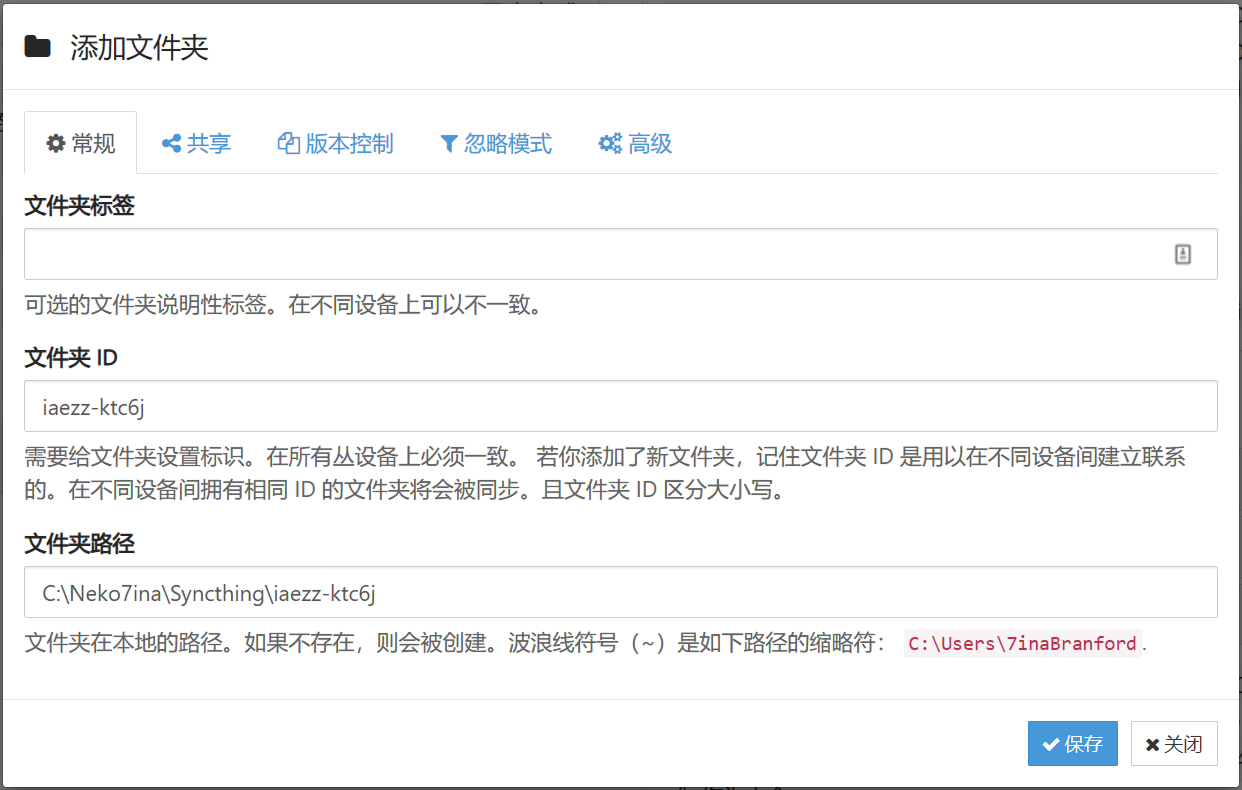 添加文件夹
常规 共享 版本控制 忽略模式 高级
文件夹标签
可选的文件夹说明性标签。在不同设备上可以不一致。
文件夹 ID
iaezz-ktc6j
需要给文件夹设置标识。在所有丛设备上必须一致。 若你添加了新文件夹，记住文件夹 ID 是用以在不同设备间建立联系
的。在不同设备间拥有相同 ID 的文件夹将会被同步。且文件夹 ID 区分大小写。
文件夹路径
C:\Neko7ina\Syncthing\iaezz-ktc6j
文件夹在本地的路径。如果不存在，则会被创建。波浪线符号（~）是如下路径的缩略符： C:\Users\7inaBranford.
保存 关闭